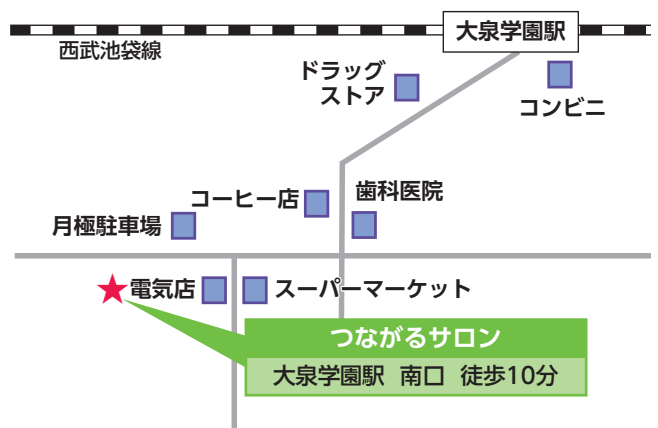 大泉学園駅
西武池袋線
ドラッグ
ストア
コンビニ
コーヒー店
歯科医院
月極駐車場
電気店
スーパーマーケット
つながるサロン
大泉学園駅 南口 徒歩10分